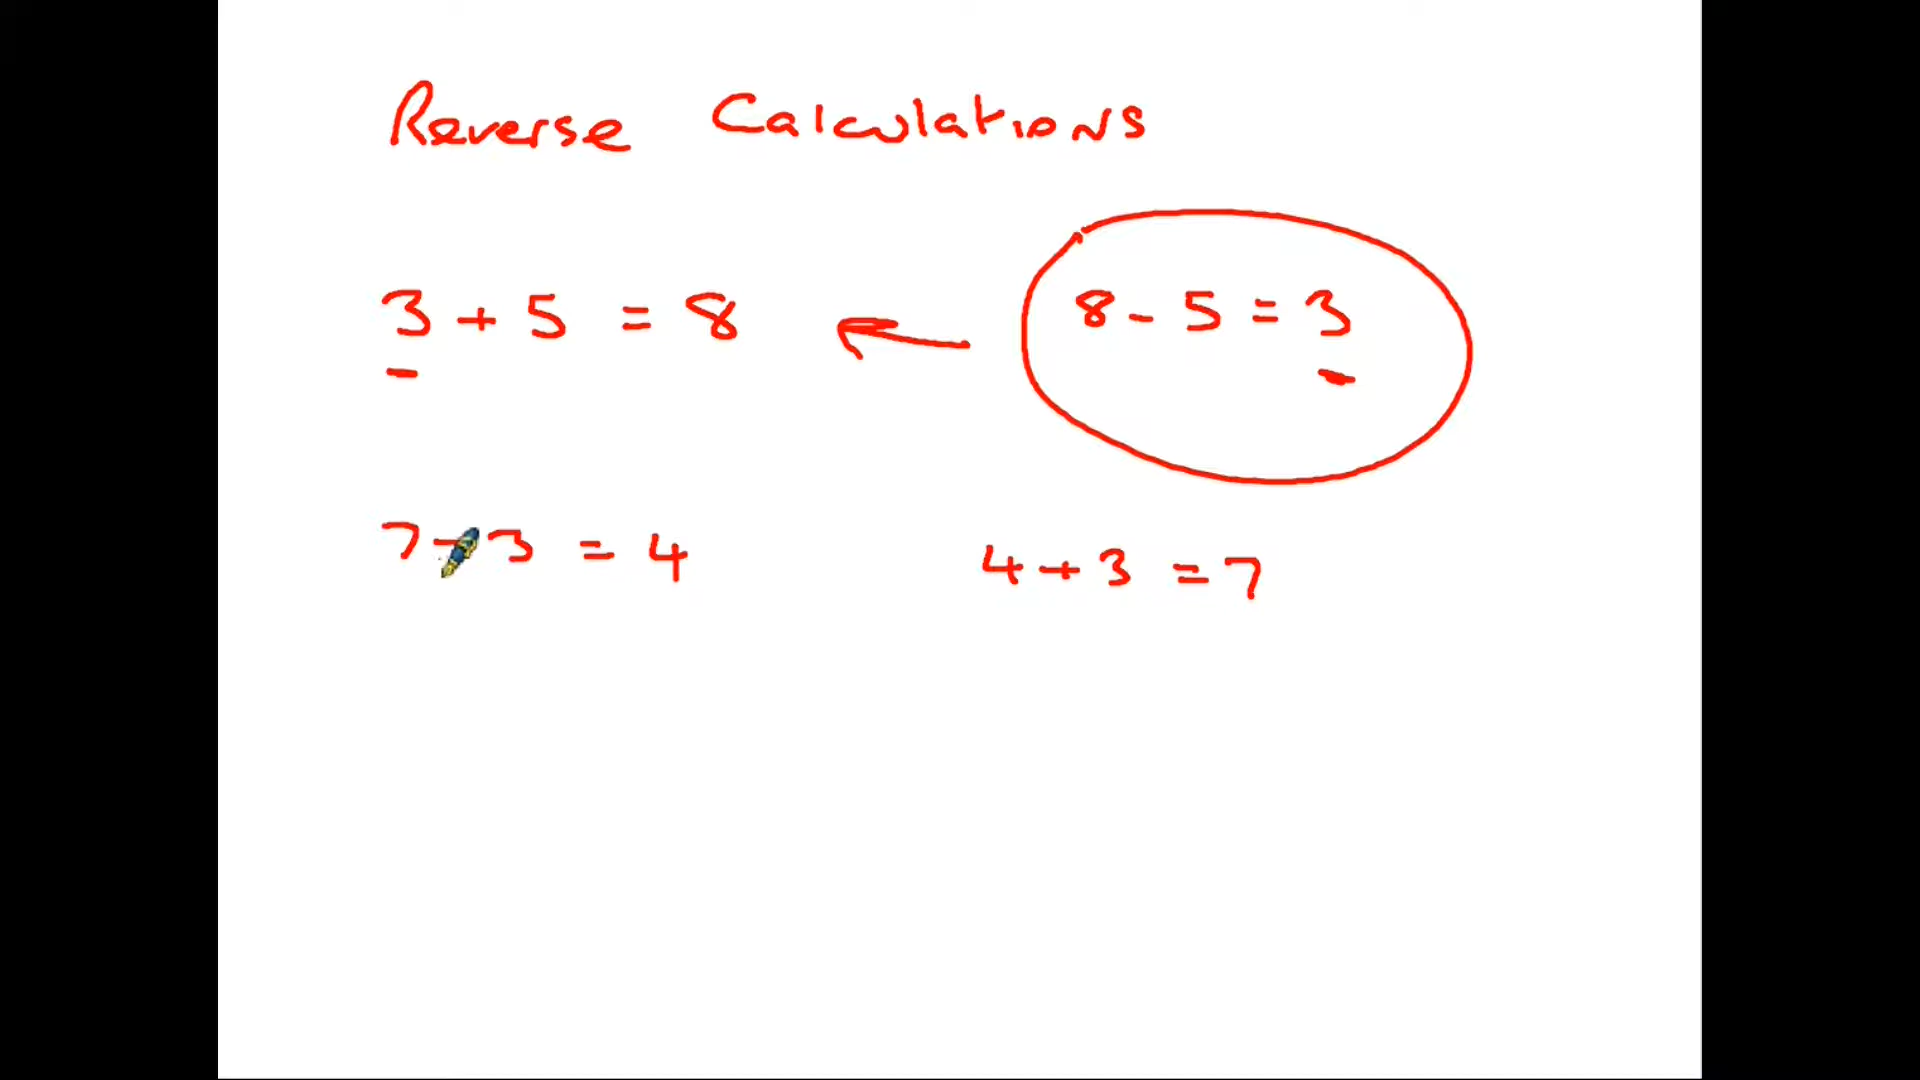 Reverse Calculations
3 + 5 = 8
8 - 5 = 3
7 - 3 = 4
4 + 3 = 7